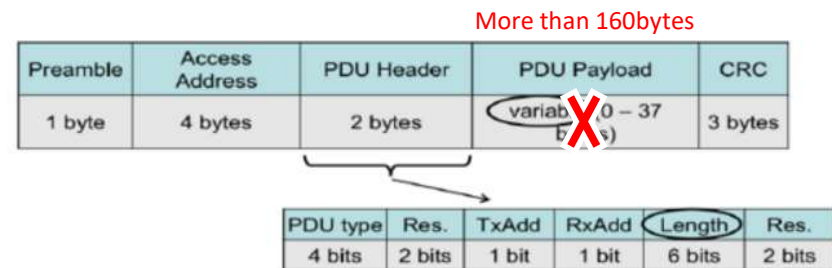 More than 160bytes
Preamble Access Address PDU Header PDU Payload CRC
1 byte 4 bytes 2 bytes (0 – 37 3 bytes
PDU type Res. TxAdd RxAdd Length Res.
4 bits 2 bits 1 bit 1 bit 6 bits 2 bits